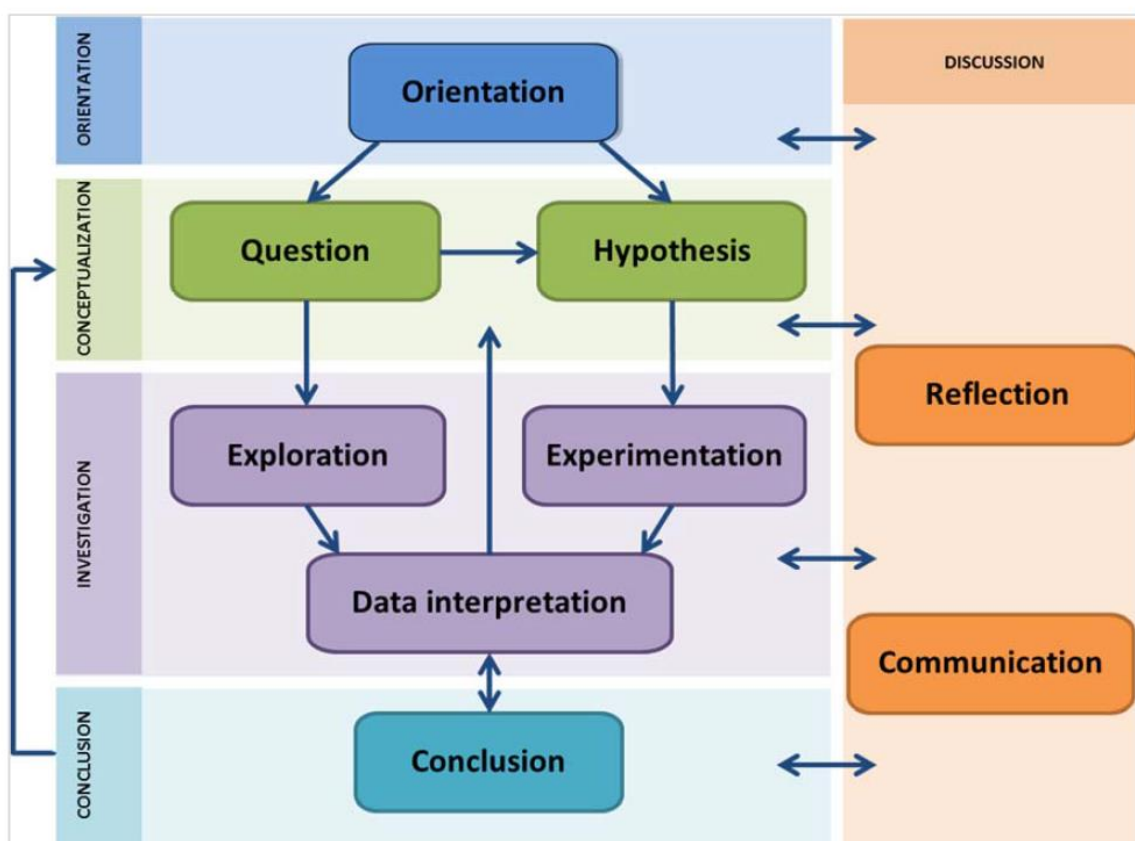 ORIENTATION
Orientation
DISCUSSION
CONCEPTUALIZATION
Question
Hypothesis
Reflection
INVESTIGATION
Exploration
Experimentation
Data interpretation
Communication
CONCLUSION
Conclusion